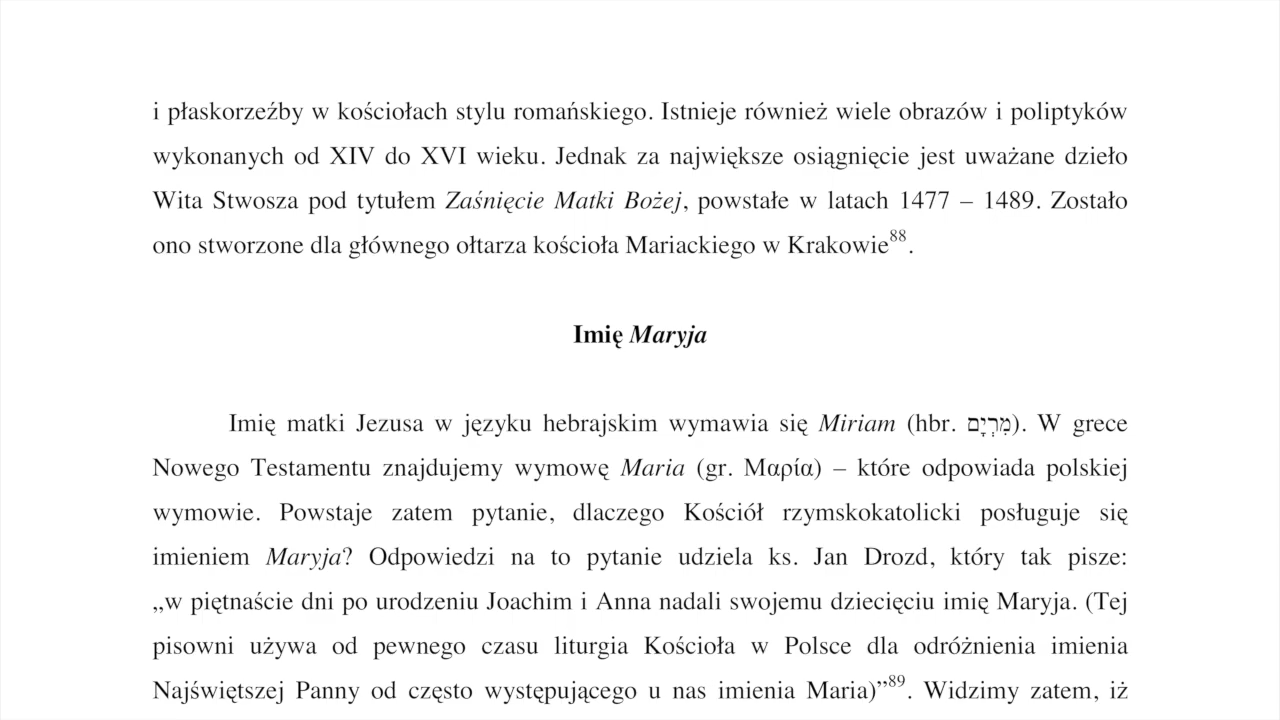 i płaskorzeźby w kościołach stylu romańskiego. Istnieje również wiele obrazów i poliptyków
wykonanych od XIV do XVI wieku. Jednak za największe osiągnięcie jest uważane dzieło
Wita Stwosza pod tytułem Zaśnięcie Matki Bożej, powstałe w latach 1477 – 1489. Zostało
ono stworzone dla głównego ołtarza kościoła Mariackiego w Krakowie88.
Imię Maryja
Imię matki Jezusa w języku hebrajskim wymawia się Miriam (hbr. מִרְיָם). W grece
Nowego Testamentu znajdujemy wymowę Maria (gr. Μαρία) – które odpowiada polskiej
wymowie. Powstaje zatem pytanie, dlaczego Kościół rzymskokatolicki posługuje się
imieniem Maryja? Odpowiedzi na to pytanie udziela ks. Jan Drozd, który tak pisze:
„w piętnaście dni po urodzeniu Joachim i Anna nadali swojemu dziecięciu imię Maryja. (Tej
pisowni używa od pewnego czasu liturgia Kościoła w Polsce dla odróżnienia imienia
Najświętszej Panny od często występującego u nas imienia Maria)”89. Widzimy zatem, iż